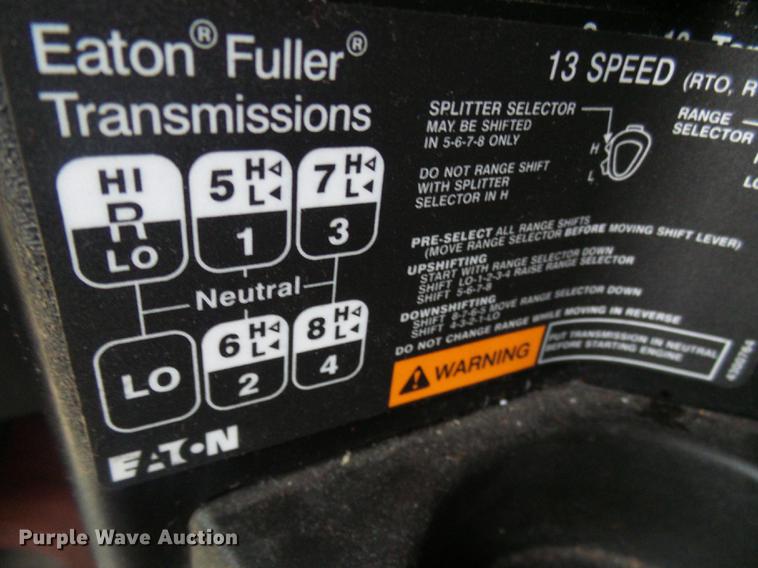 Eaton® Fuller®
Transmissions
13 SPEED (RTO, R
SPLITTER SELECTOR
MAY BE SHIFTED
IN 5-6-7-8 ONLY
RANGE
SELECTOR
H
L
DO NOT RANGE SHIFT
WITH SPLITTER
SELECTOR IN H
HI
R
LO
5 H
L
1
7 H
L
3
Neutral
LO
6 H
L
2
8 H
L
4
PRE-SELECT ALL RANGE SHIFTS
(MOVE RANGE SELECTOR BEFORE MOVING SHIFT LEVER)
UPSHIFTING
START WITH RANGE SELECTOR DOWN
SHIFT LO-1-2-3-4 RAISE RANGE SELECTOR
SHIFT 5-6-7-8
DOWNSHIFTING
SHIFT 8-7-6-5 MOVE RANGE SELECTOR DOWN
SHIFT 4-3-2-1-LO
DO NOT CHANGE RANGE WHILE MOVING IN REVERSE
WARNING
PUT TRANSMISSION IN NEUTRAL
BEFORE STARTING ENGINE
4300764
EATON
Purple Wave Auction